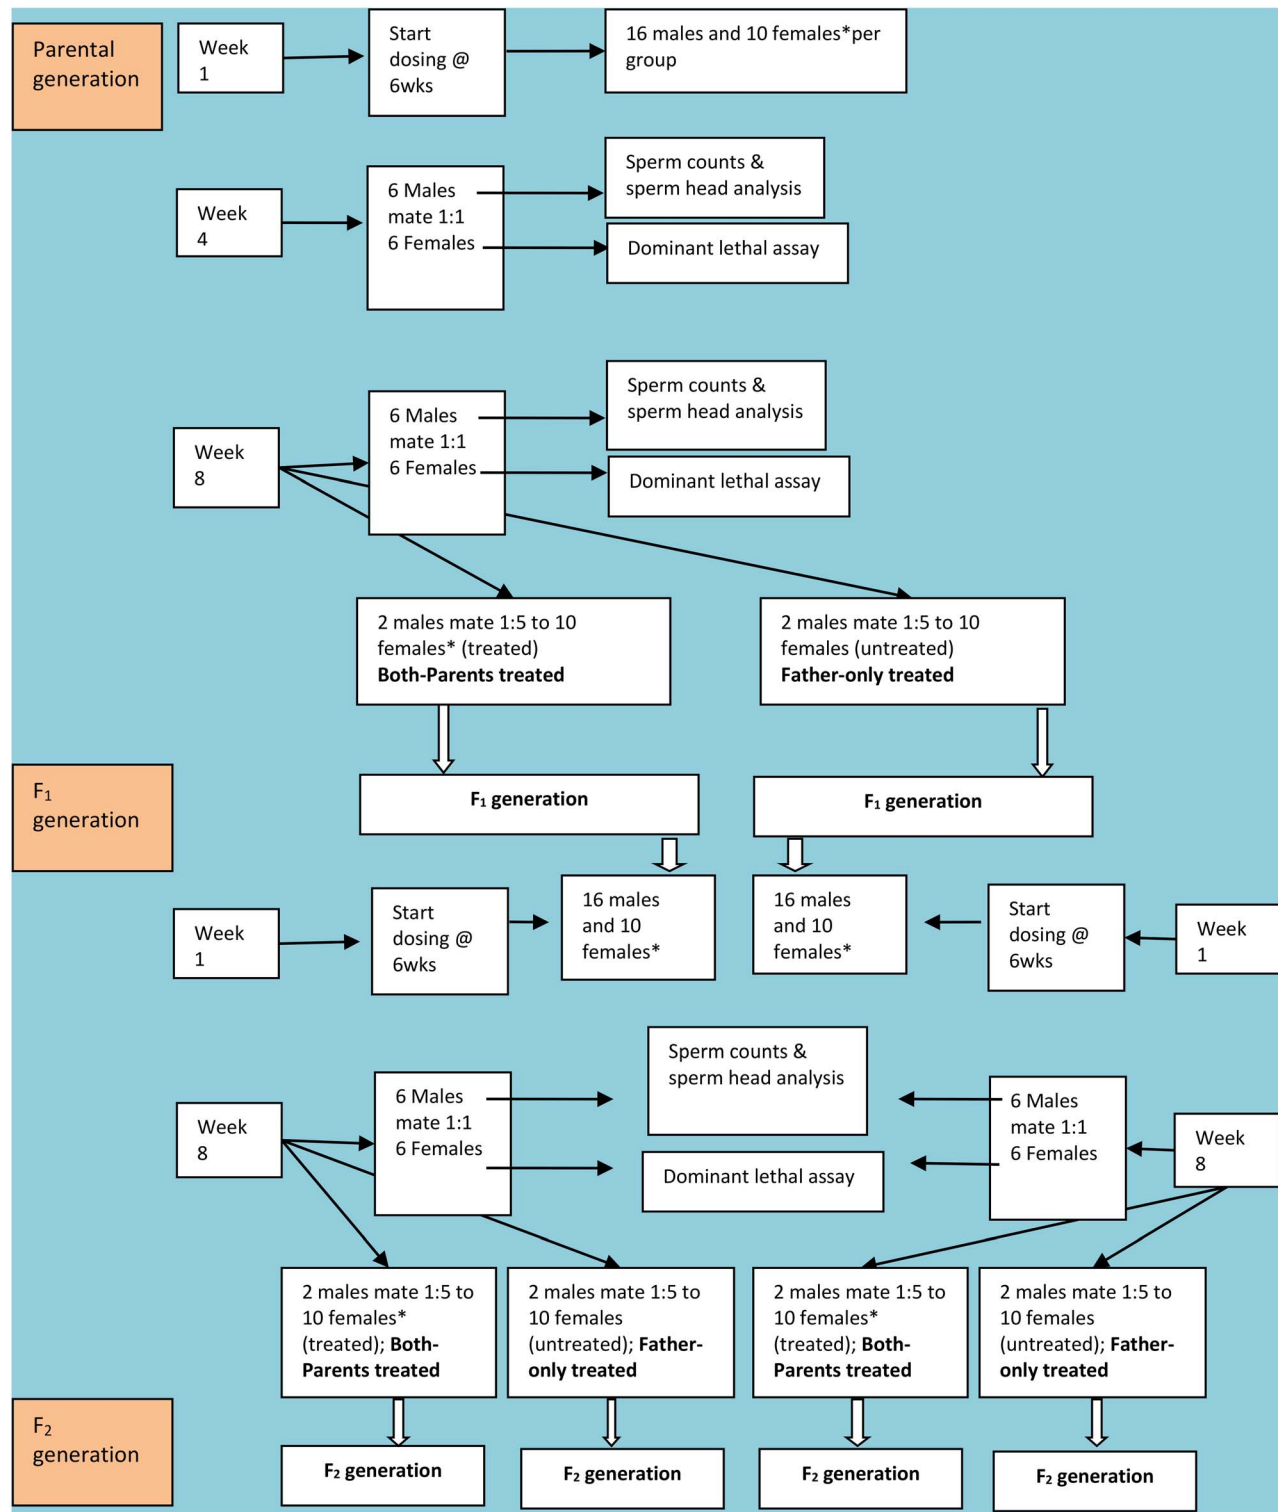 Parental
generation
Week
1
Start
dosing @
6wks
16 males and 10 females*per
group
Week
4
6 Males
mate 1:1
6 Females
Sperm counts &
sperm head analysis
Dominant lethal assay
Week
8
6 Males
mate 1:1
6 Females
Sperm counts &
sperm head analysis
Dominant lethal assay
2 males mate 1:5 to 10
females* (treated)
Both-Parents treated
2 males mate 1:5 to 10
females (untreated)
Father-only treated
F₁
generation
F₁ generation
F₁ generation
Week
1
Start
dosing @
6wks
16 males
and 10
females*
16 males
and 10
females*
Start
dosing @
6wks
Week
1
Week
8
6 Males
mate 1:1
6 Females
Sperm counts &
sperm head analysis
Dominant lethal assay
6 Males
mate 1:1
6 Females
Week
8
2 males mate 1:5 to
10 females*
(treated); Both-
Parents treated
2 males mate 1:5 to
10 females
(untreated); Father-
only treated
2 males mate 1:5 to
10 females*
(treated); Both-
Parents treated
2 males mate 1:5 to
10 females
(untreated); Father-
only treated
F₂
generation
F₂ generation
F₂ generation
F₂ generation
F₂ generation